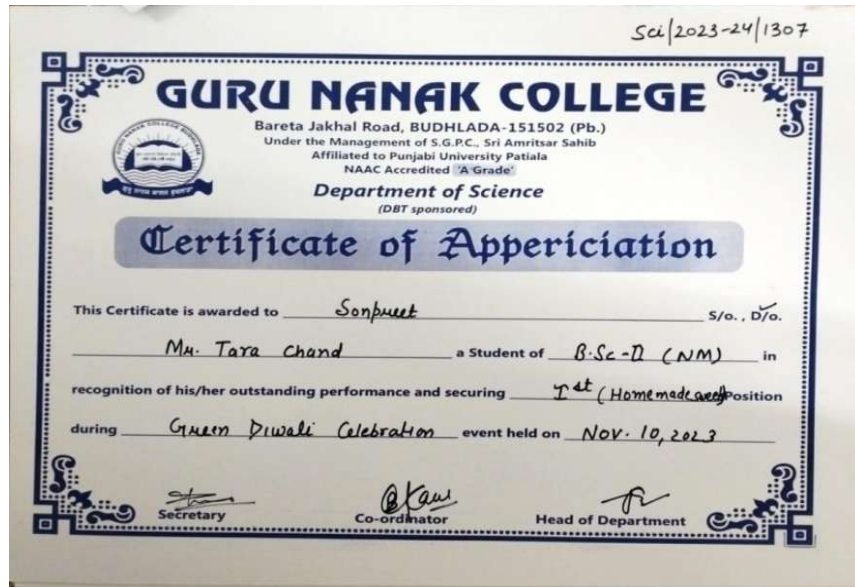 Sci/2023-24/1307
GURU NANAK COLLEGE
Bareta Jakhal Road, BUDHLADA-151502 (Pb.)
Under the Management of S.G.P.C., Sri Amritsar Sahib
Affiliated to Punjabi University Patiala
NAAC Accredited 'A Grade'
GURU NANAK COLLEGE BUDHLADA
Department of Science
(DBT sponsored)
Certificate of Appericiation
This Certificate is awarded to Sonpreet S/o., D/o.
Mr. Tara Chand a Student of B.Sc-II (NM) in
recognition of his/her outstanding performance and securing Ist (Homemade Position
during Green Diwali Celebration event held on Nov. 10, 2023
Secretary Co-ordinator Head of Department